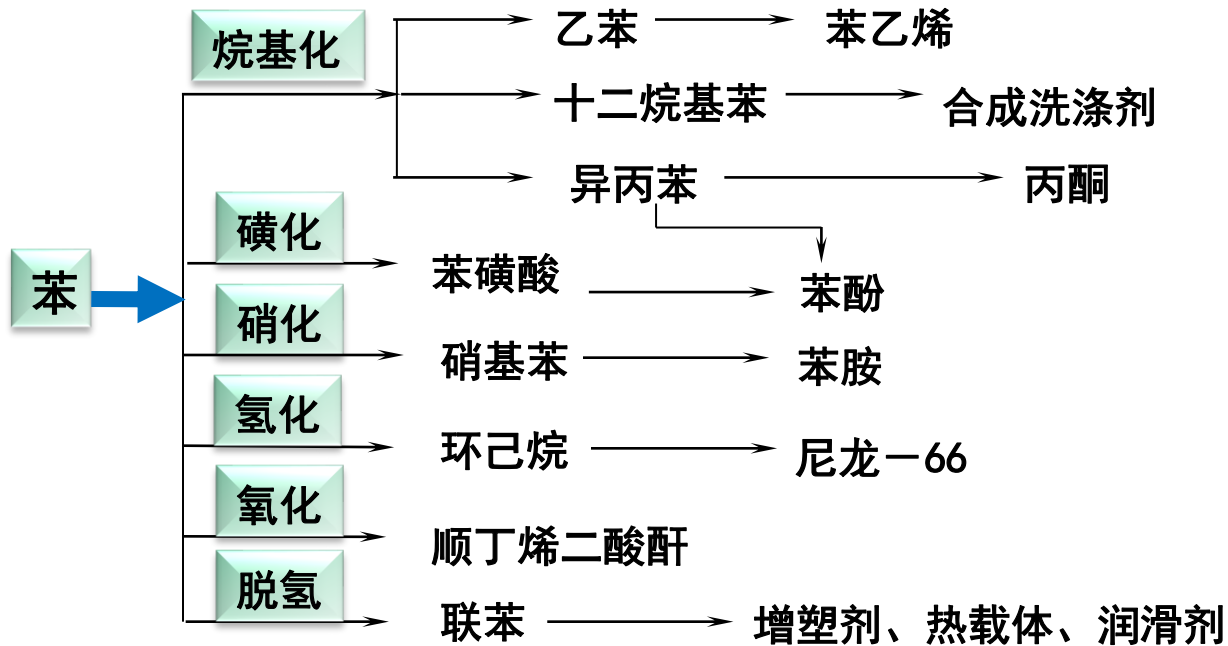 烷基化
乙苯
苯乙烯
十二烷基苯
合成洗涤剂
异丙苯
丙酮
苯
磺化
苯磺酸
苯酚
硝化
硝基苯
苯胺
氢化
环己烷
尼龙－66
氧化
顺丁烯二酸酐
脱氢
联苯
增塑剂、热载体、润滑剂